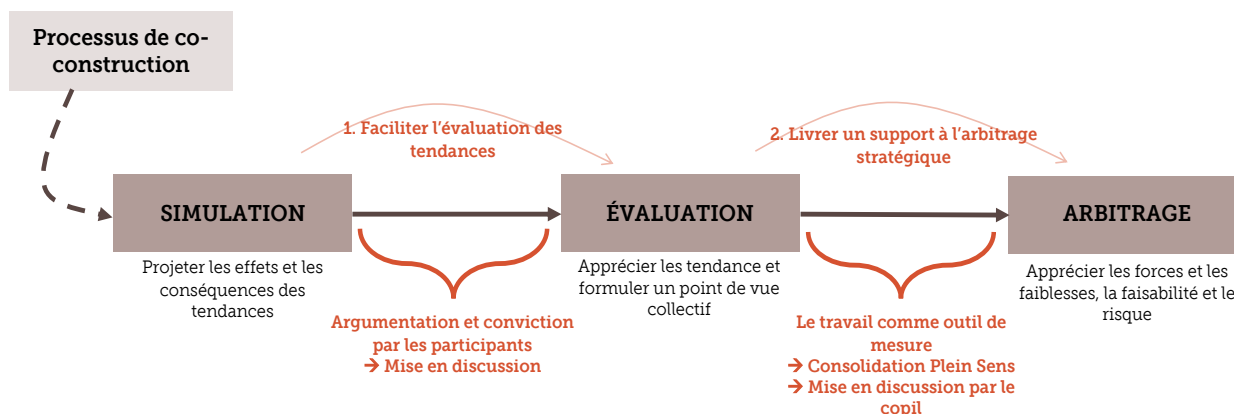 Processus de co-
construction
1. Faciliter l'évaluation des
tendances
2. Livrer un support à l'arbitrage
stratégique
SIMULATION
ÉVALUATION
ARBITRAGE
Projeter les effets et les
conséquences des
tendances
Apprécier les tendance et
formuler un point de vue
collectif
Apprécier les forces et les
faiblesses, la faisabilité et le
risque
Argumentation et conviction
par les participants
→ Mise en discussion
Le travail comme outil de
mesure
→ Consolidation Plein Sens
→ Mise en discussion par le
copil